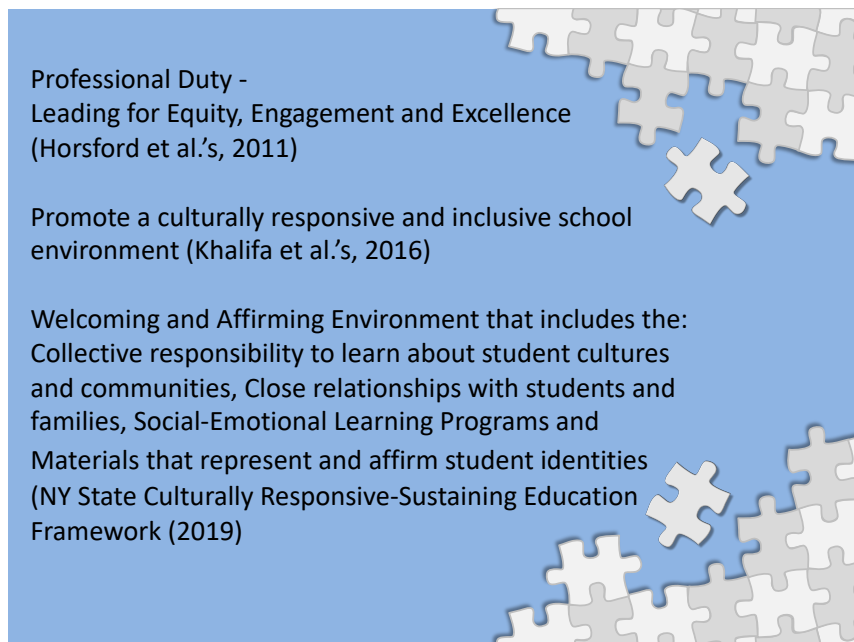 Professional Duty -
Leading for Equity, Engagement and Excellence
(Horsford et al.'s, 2011)
Promote a culturally responsive and inclusive school
environment (Khalifa et al.'s, 2016)
Welcoming and Affirming Environment that includes the:
Collective responsibility to learn about student cultures
and communities, Close relationships with students and
families, Social-Emotional Learning Programs and
Materials that represent and affirm student identities
(NY State Culturally Responsive-Sustaining Education
Framework (2019)